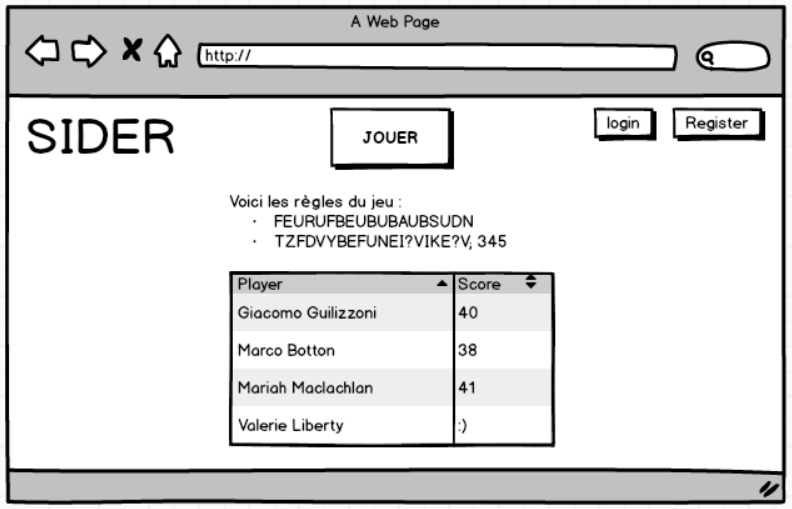 A Web Page
http://
SIDER
JOUER
login
Register
Voici les règles du jeu :
· FEURUFBEUBUBAUBSUDN
· TZFDVYBEFUNEI?VIKE?V; 345
Player Score
Giacomo Guilizzoni 40
Marco Botton 38
Mariah Maclachlan 41
Valerie Liberty :)